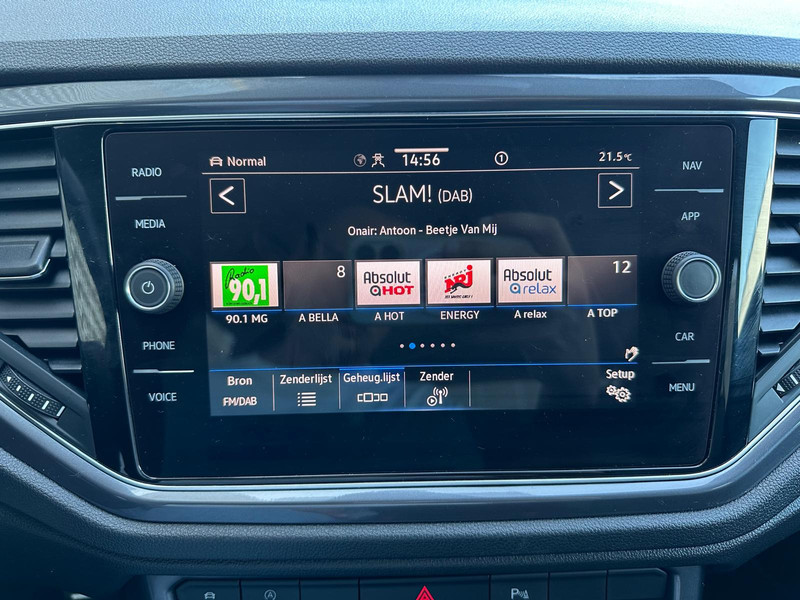 RADIO
MEDIA
PHONE
VOICE
Normal
14:56
1
21.5°C
<
SLAM! (DAB)
>
Onair: Antoon - Beetje Van Mij
Radio
90,1
8
Absolut
HOT
NRJ
Absolut
relax
12
90.1 MG
A BELLA
A HOT
ENERGY
A relax
A TOP
Bron
FM/DAB
Zenderlijst
Geheug.lijst
Zender
Setup
NAV
APP
CAR
MENU
A
P